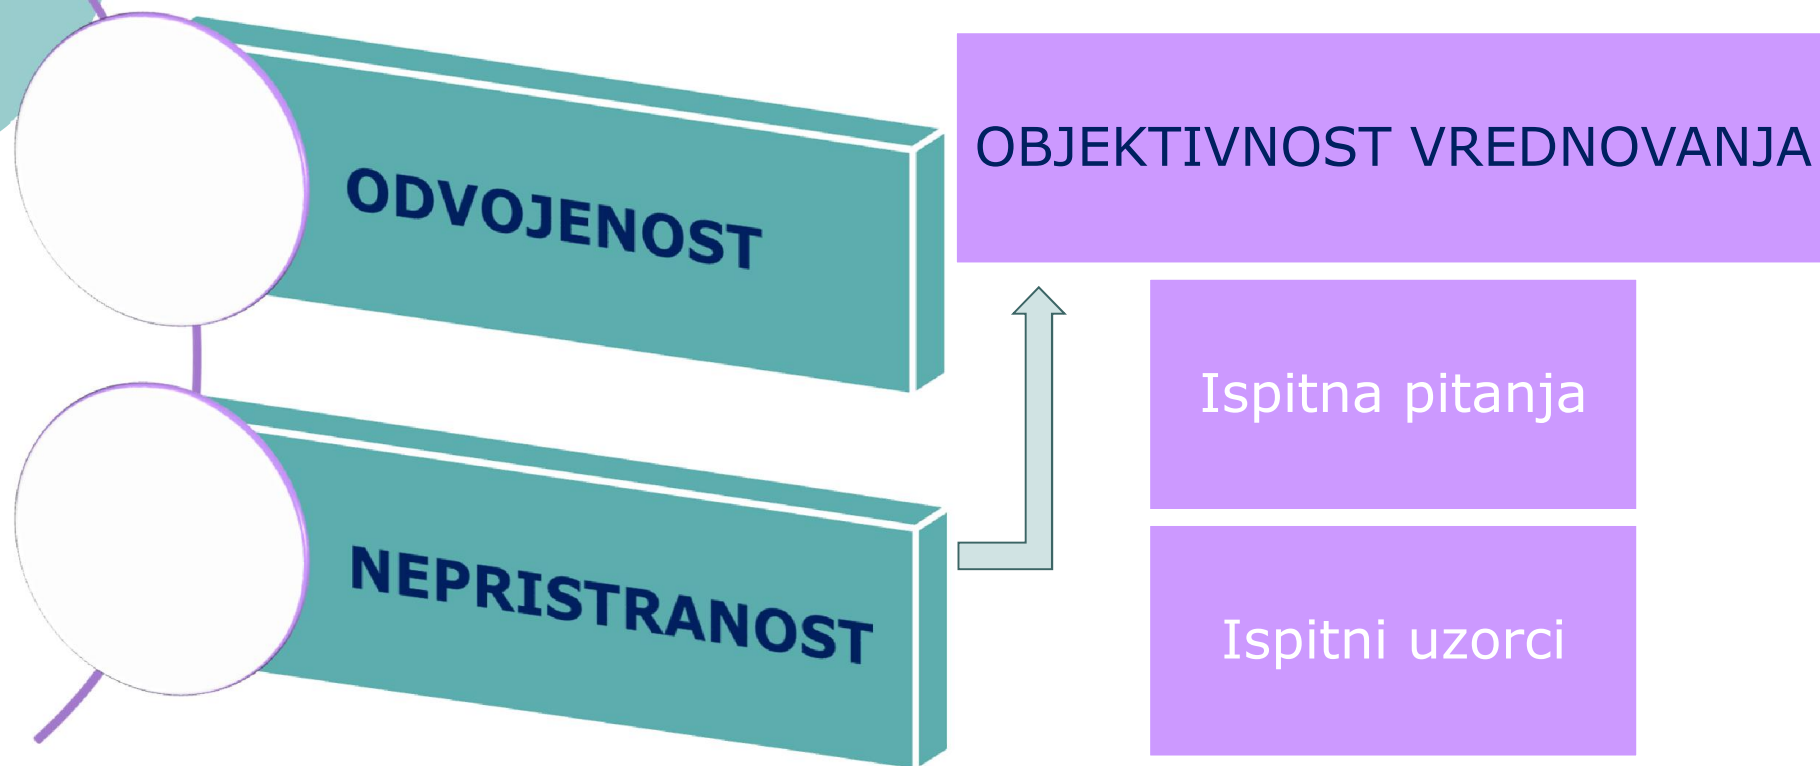 ODVOJENOST
OBJEKTIVNOST VREDNOVANJA
Ispitna pitanja
NEPRISTRANOST
Ispitni uzorci